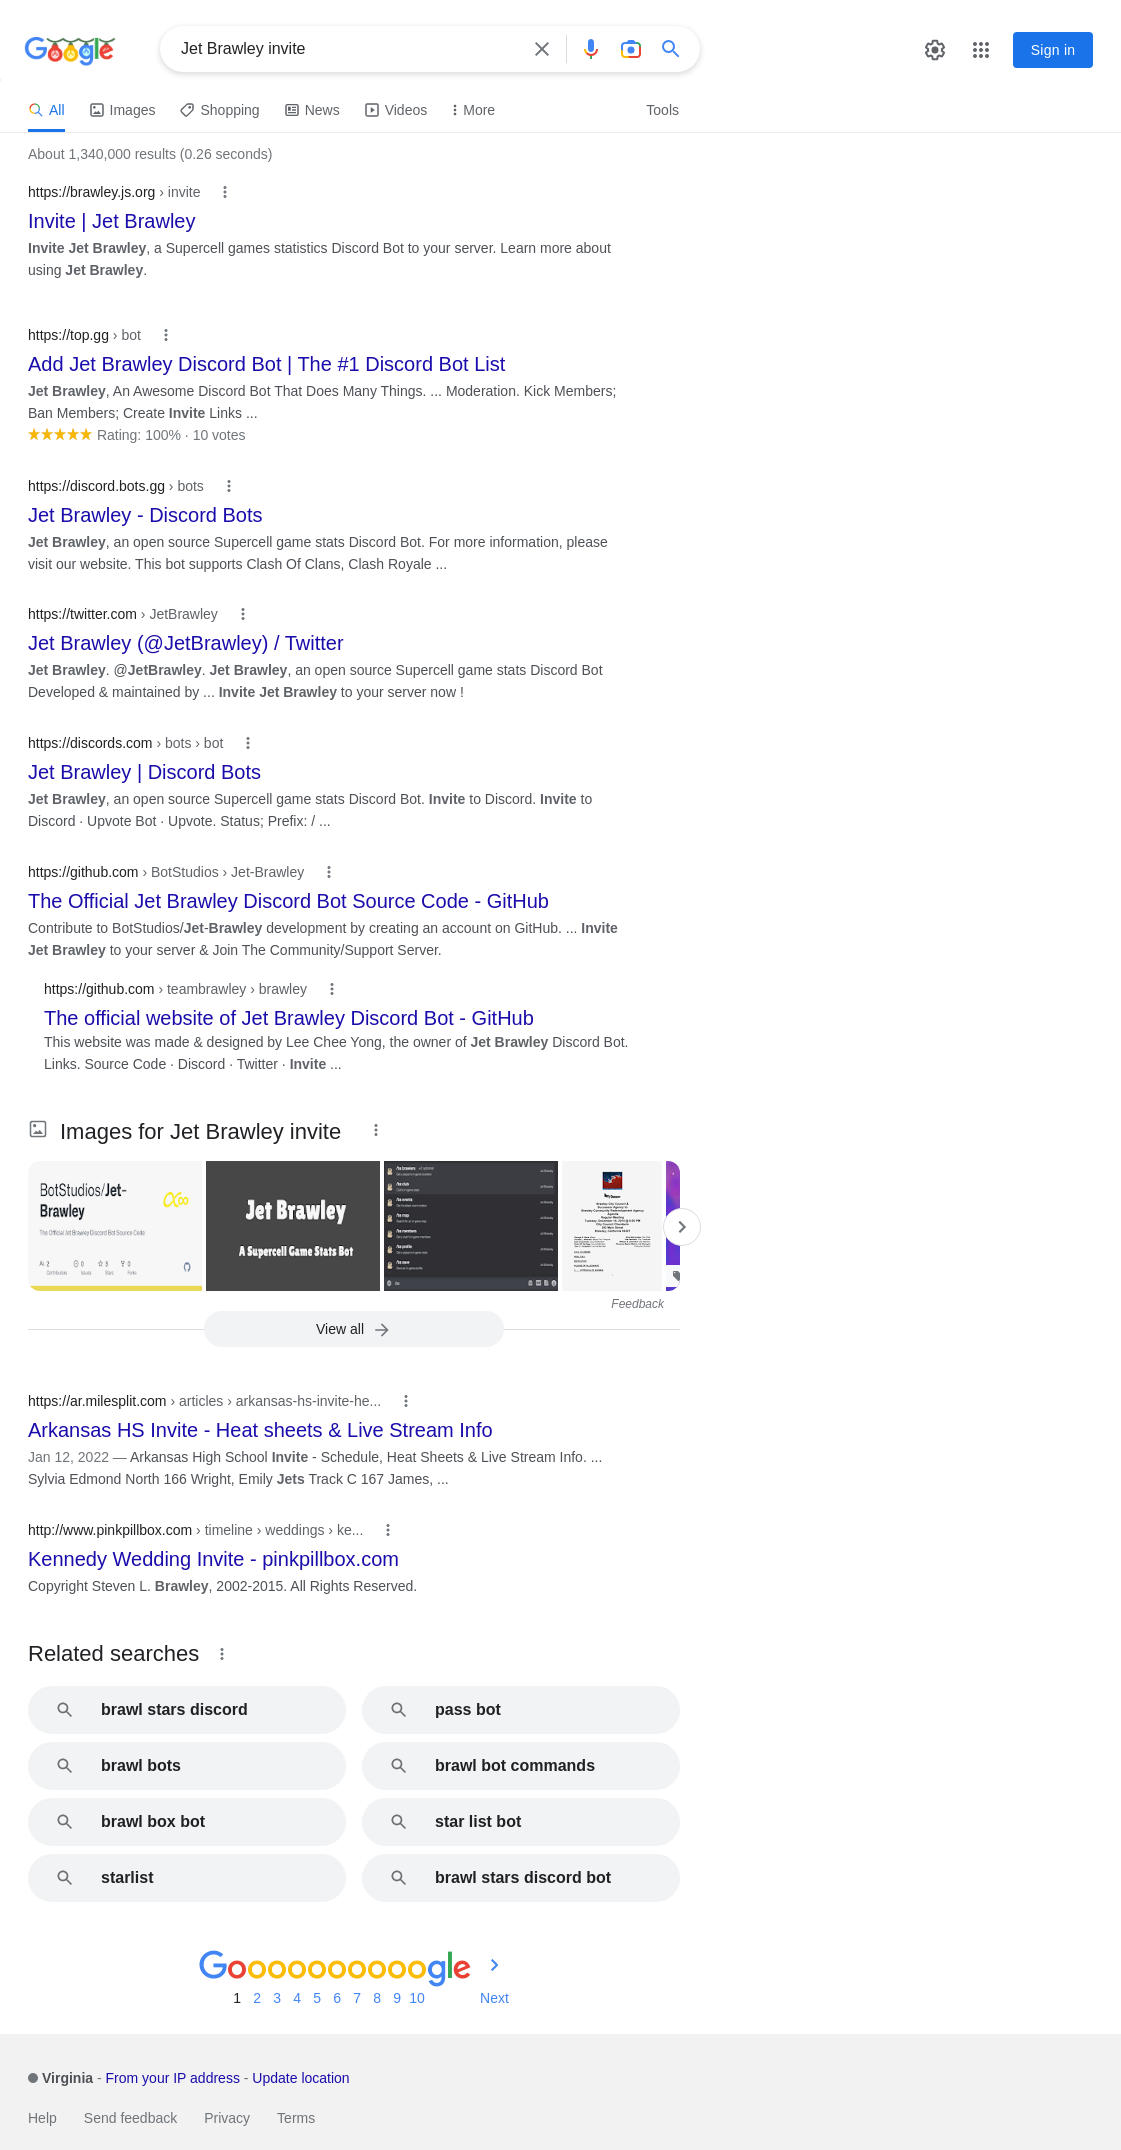 Google
Jet Brawley invite
Sign in
All
Images
Shopping
News
Videos
More
Tools
About 1,340,000 results (0.26 seconds)
https://brawley.js.org › invite
Invite | Jet Brawley
Invite Jet Brawley, a Supercell games statistics Discord Bot to your server. Learn more about
using Jet Brawley.
https://top.gg › bot
Add Jet Brawley Discord Bot | The #1 Discord Bot List
Jet Brawley, An Awesome Discord Bot That Does Many Things. ... Moderation. Kick Members;
Ban Members; Create Invite Links ...
Rating: 100% · 10 votes
https://discord.bots.gg › bots
Jet Brawley - Discord Bots
Jet Brawley, an open source Supercell game stats Discord Bot. For more information, please
visit our website. This bot supports Clash Of Clans, Clash Royale ...
https://twitter.com › JetBrawley
Jet Brawley (@JetBrawley) / Twitter
Jet Brawley. @JetBrawley. Jet Brawley, an open source Supercell game stats Discord Bot
Developed & maintained by ... Invite Jet Brawley to your server now !
https://discords.com › bots › bot
Jet Brawley | Discord Bots
Jet Brawley, an open source Supercell game stats Discord Bot. Invite to Discord. Invite to
Discord · Upvote Bot · Upvote. Status; Prefix: / ...
https://github.com › BotStudios › Jet-Brawley
The Official Jet Brawley Discord Bot Source Code - GitHub
Contribute to BotStudios/Jet-Brawley development by creating an account on GitHub. ... Invite
Jet Brawley to your server & Join The Community/Support Server.
https://github.com › teambrawley › brawley
The official website of Jet Brawley Discord Bot - GitHub
This website was made & designed by Lee Chee Yong, the owner of Jet Brawley Discord Bot.
Links. Source Code · Discord · Twitter · Invite ...
Images for Jet Brawley invite
BotStudios/Jet-
Brawley
The Official Jet Brawley Discord Bot Source Code
Jet Brawley
A Supercell Game Stats Bot
Feedback
View all
https://ar.milesplit.com › articles › arkansas-hs-invite-he...
Arkansas HS Invite - Heat sheets & Live Stream Info
Jan 12, 2022 — Arkansas High School Invite - Schedule, Heat Sheets & Live Stream Info. ...
Sylvia Edmond North 166 Wright, Emily Jets Track C 167 James, ...
http://www.pinkpillbox.com › timeline › weddings › ke...
Kennedy Wedding Invite - pinkpillbox.com
Copyright Steven L. Brawley, 2002-2015. All Rights Reserved.
Related searches
brawl stars discord
pass bot
brawl bots
brawl bot commands
brawl box bot
star list bot
starlist
brawl stars discord bot
Goooooooooogle
1 2 3 4 5 6 7 8 9 10 Next
Virginia - From your IP address - Update location
Help Send feedback Privacy Terms